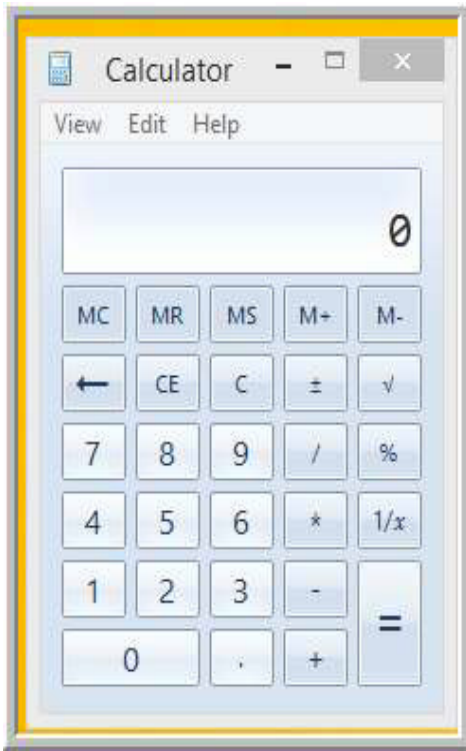 Calculator
View Edit Help
0
MC MR MS M+ M-
← CE C ± √
7 8 9 / %
4 5 6 * 1/x
1 2 3 - =
0 . +